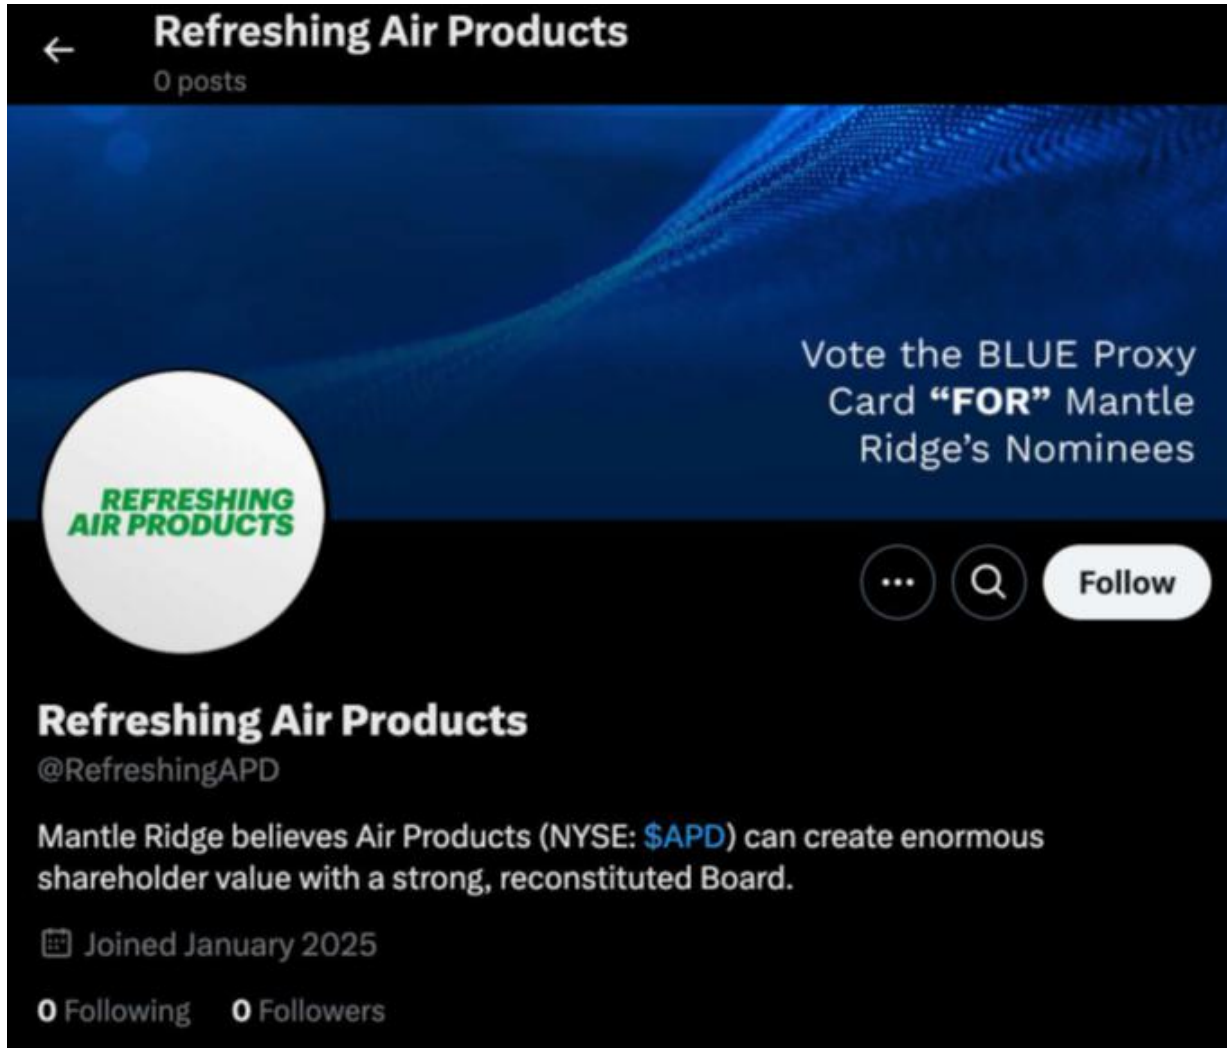 Refreshing Air Products
0 posts
Vote the BLUE Proxy
Card “FOR” Mantle
Ridge’s Nominees
REFRESHING
AIR PRODUCTS
Follow
Refreshing Air Products
@RefreshingAPD
Mantle Ridge believes Air Products (NYSE: $APD) can create enormous
shareholder value with a strong, reconstituted Board.
Joined January 2025
0 Following 0 Followers